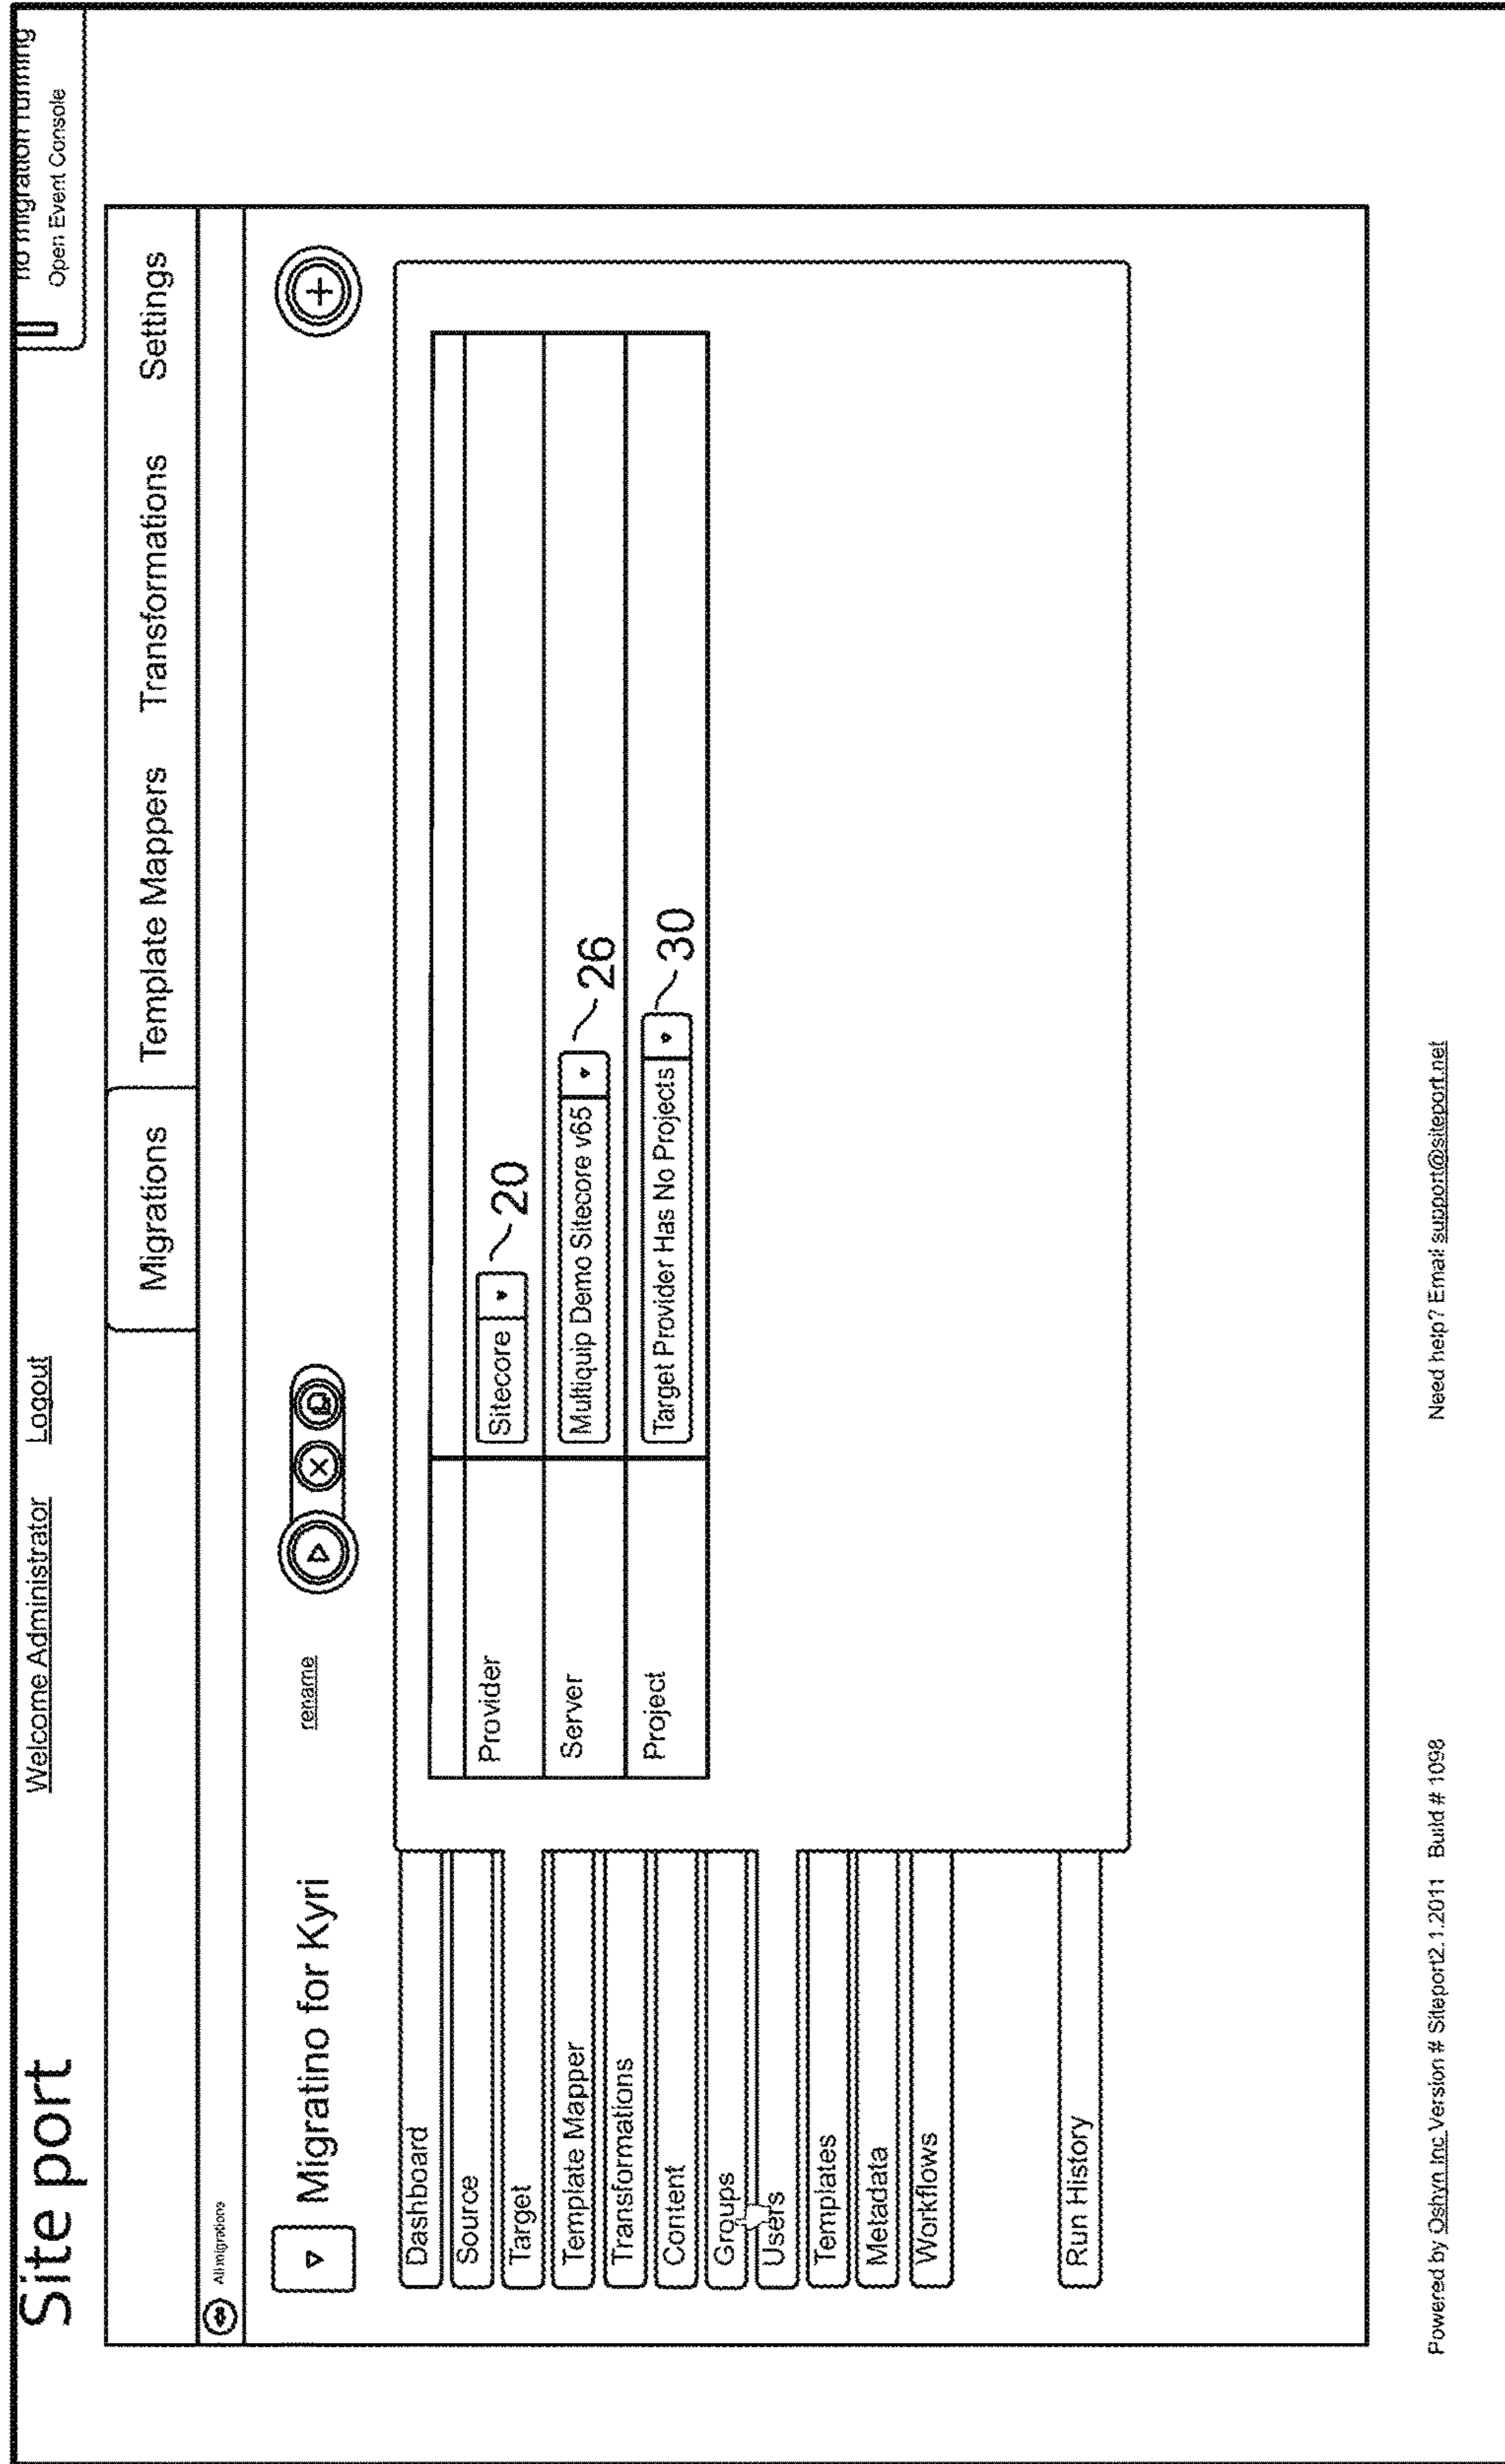 Site port
Welcome Administrator Logout
no migration running
Open Event Console
Migrations Template Mappers Transformations Settings
All migrations
Migratino for Kyri rename
Dashboard
Source
Target
Template Mapper
Transformations
Content
Groups
Users
Templates
Metadata
Workflows
Run History
Provider Sitecore 20
Server Multiquip Demo Sitecore v65 26
Project Target Provider Has No Projects 30
Powered by Oshyn Inc Version # Siteport2.1.2011 Build # 1098 Need help? Email support@siteport.net